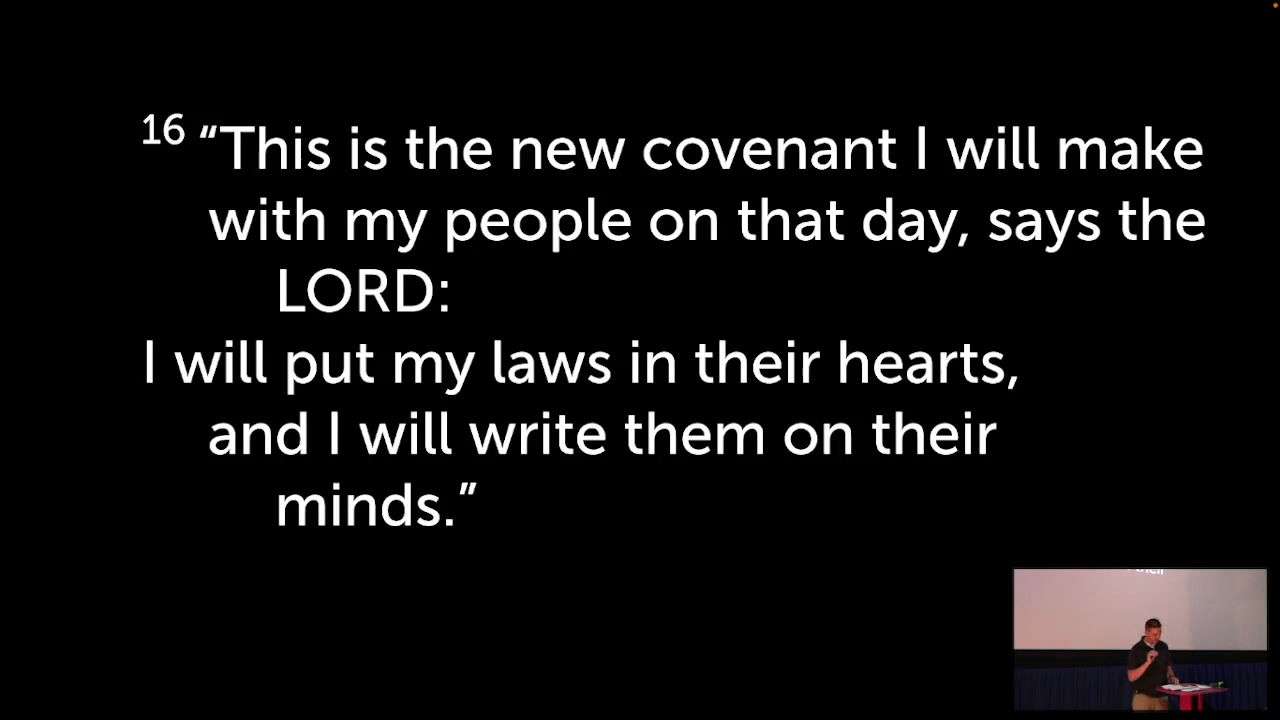 16 “This is the new covenant I will make
with my people on that day, says the
LORD:
I will put my laws in their hearts,
and I will write them on their
minds.”